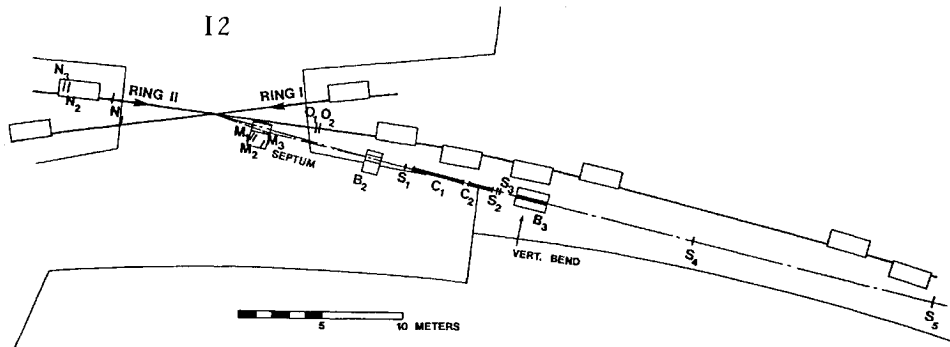 I2
N₃
N₂
N₁
RING II
RING I
O₁ O₂
M₁
M₂
M₃
SEPTUM
B₂
S₁
C₁
C₂
S₂
S₃
B₃
VERT. BEND
S₄
S₅
5 10 METERS